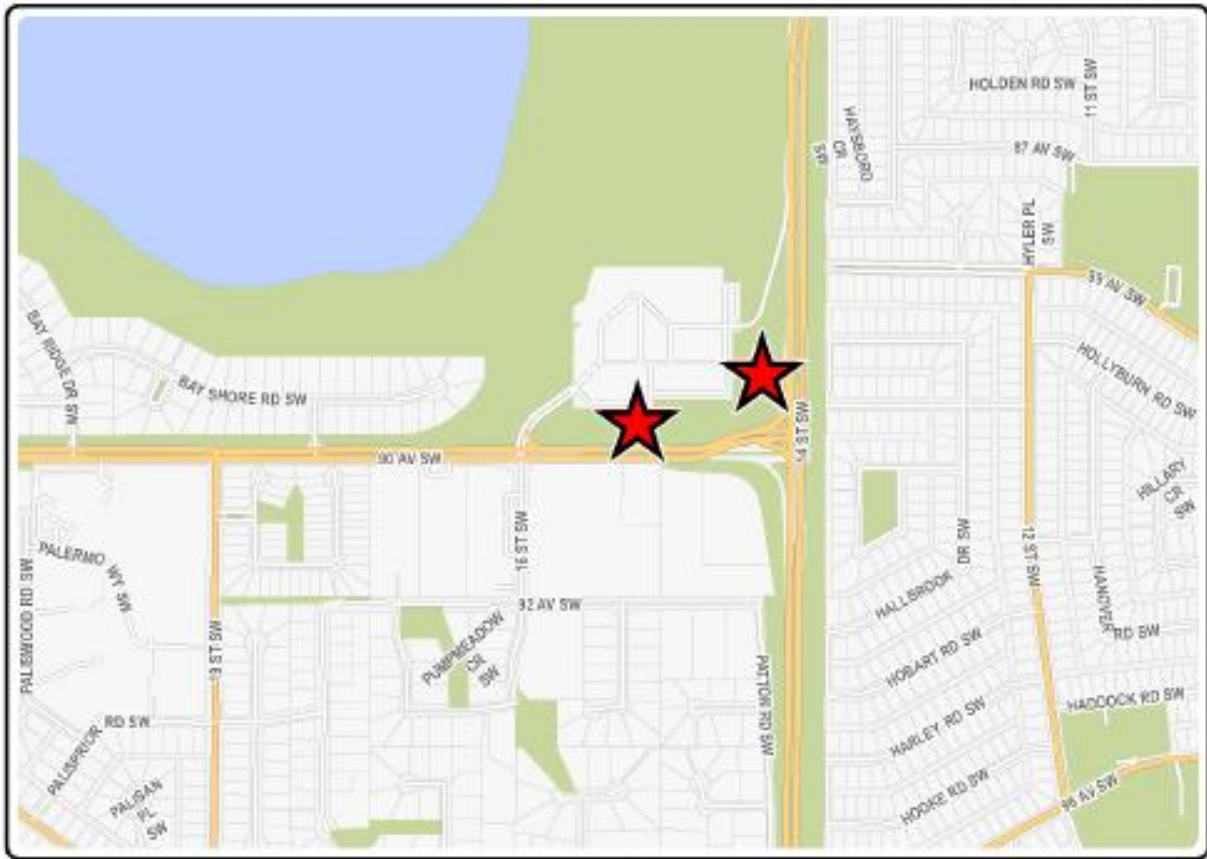 HOLDEN RD SW
11 ST SW
HAYSBORO
CR
SW
87 AV SW
HYLER PL
SW
89 AV SW
BAY RIDGE DR SW
BAY SHORE RD SW
HOLLYBURN RD SW
14 ST SW
90 AV SW
HILLARY
CR
SW
16 ST SW
DR SW
12 ST SW
PALERMO
WY SW
HALLBROOK
HANOVER
RD SW
92 AV SW
PALISWOOD RD SW
PUMPMEADOW
CR
SW
HOBART RD SW
PATTON RD SW
HADDOCK RD SW
HARLEY RD SW
PALISPRIOR
RD SW
PALISAN
PL
SW
HOOKE RD SW
96 AV SW